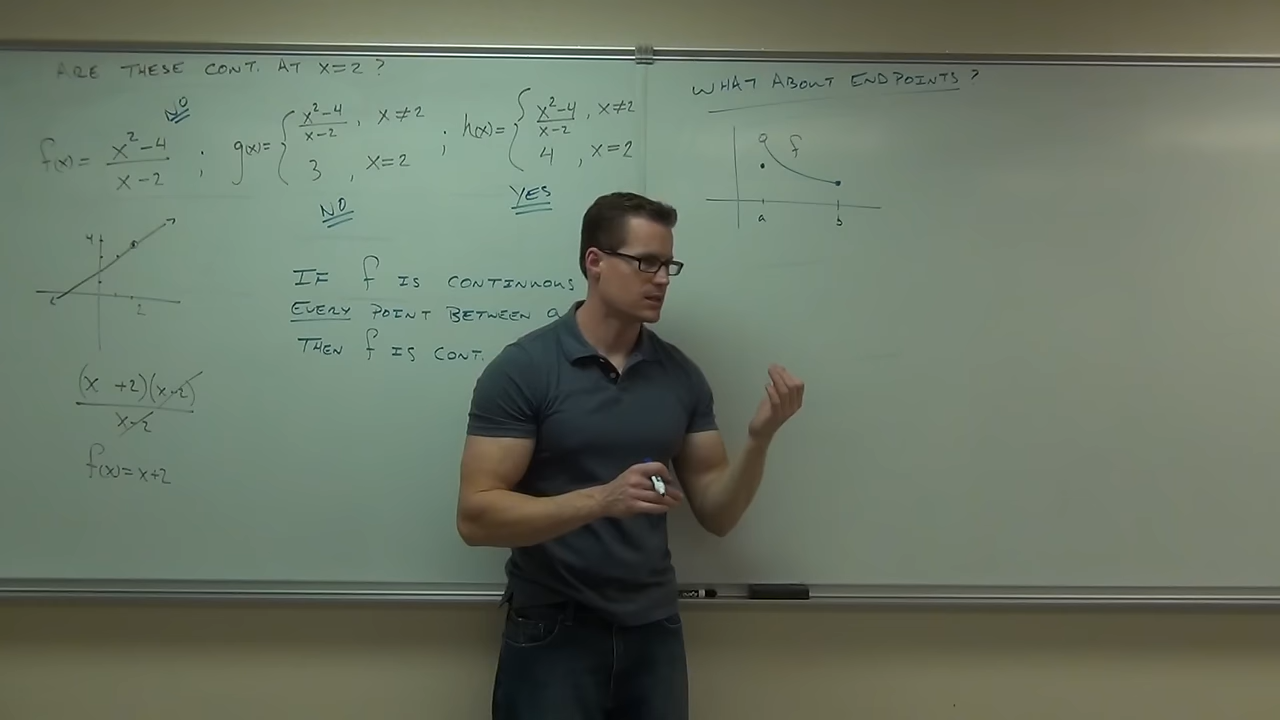 ARE THESE CONT. AT x=2?
NO
f(x)= x²-4 / x-2 ; g(x)= { x²-4 / x-2 , x≠2
3 , x=2 ; h(x)= { x²-4 / x-2 , x≠2
4 , x=2
NO
YES
4
2
(x +2)(x-2)
x-2
f(x)=x+2
IF f IS CONTINUOUS
EVERY POINT BETWEEN a
THEN f IS CONT.
WHAT ABOUT ENDPOINTS?
f
a b